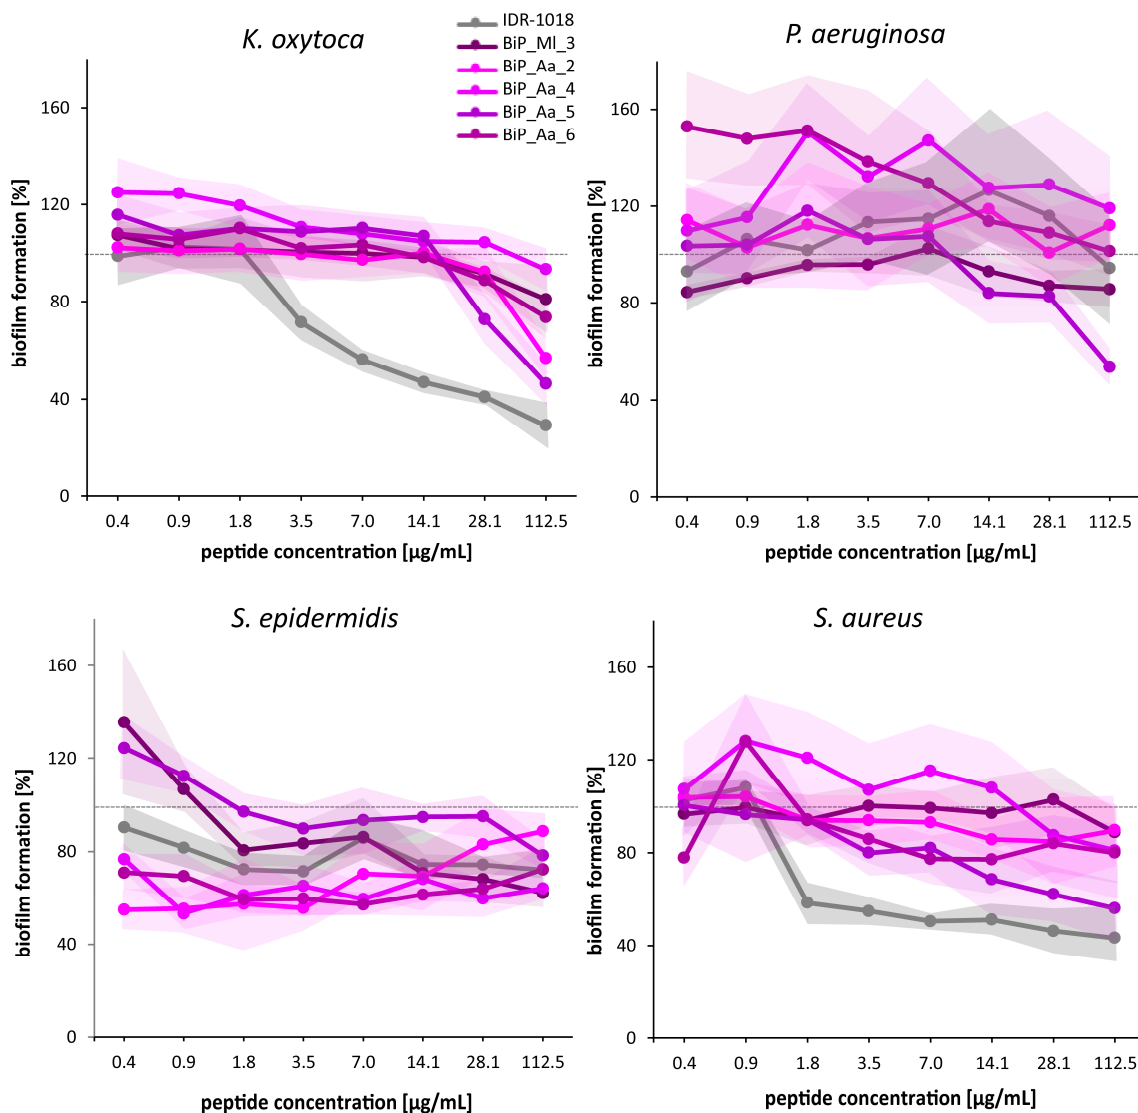 K. oxytoca
IDR-1018
BiP_Ml_3
BiP_Aa_2
BiP_Aa_4
BiP_Aa_5
BiP_Aa_6
biofilm formation [%]
160
120
80
40
0
0.4 0.9 1.8 3.5 7.0 14.1 28.1 112.5
peptide concentration [µg/mL]
P. aeruginosa
biofilm formation [%]
160
120
80
40
0
0.4 0.9 1.8 3.5 7.0 14.1 28.1 112.5
peptide concentration [µg/mL]
S. epidermidis
biofilm formation [%]
160
120
80
40
0
0.4 0.9 1.8 3.5 7.0 14.1 28.1 112.5
peptide concentration [µg/mL]
S. aureus
biofilm formation [%]
160
120
80
40
0
0.4 0.9 1.8 3.5 7.0 14.1 28.1 112.5
peptide concentration [µg/mL]